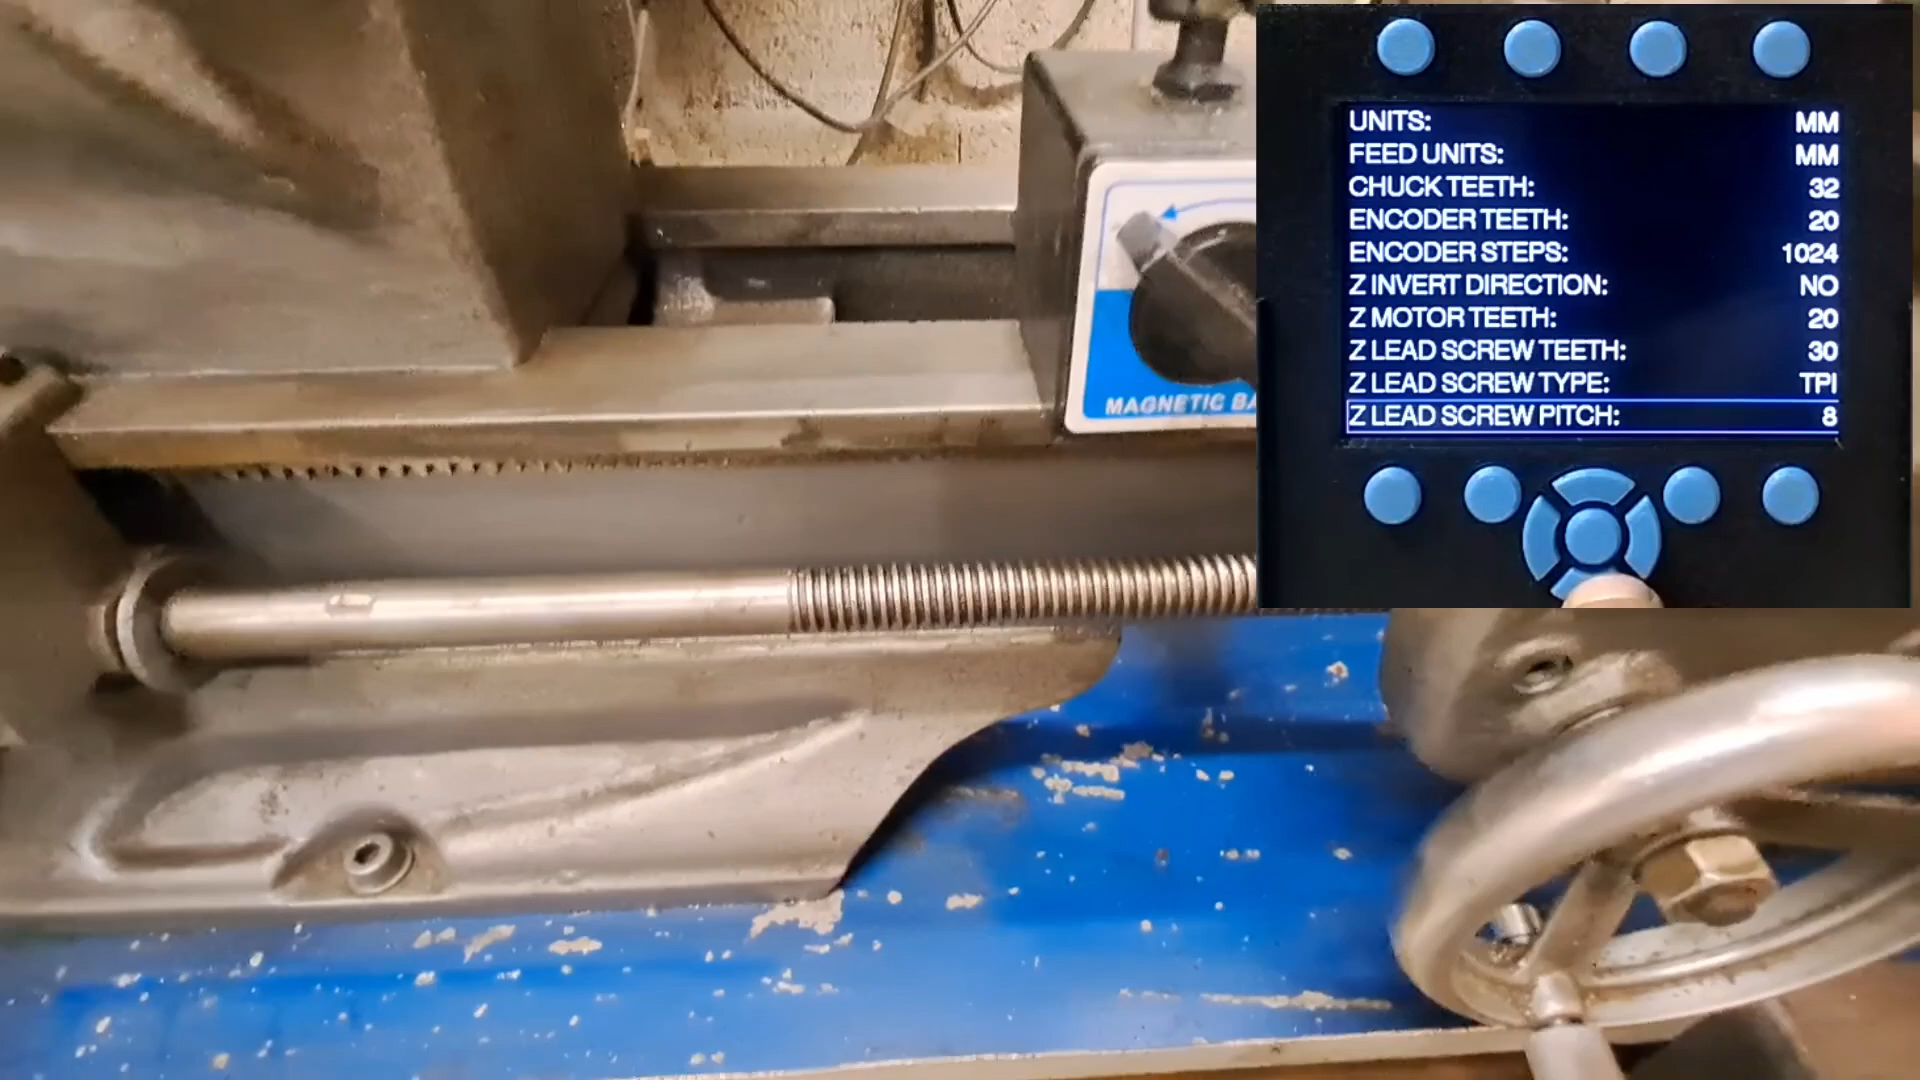 UNITS: MM
FEED UNITS: MM
CHUCK TEETH: 32
ENCODER TEETH: 20
ENCODER STEPS: 1024
Z INVERT DIRECTION: NO
Z MOTOR TEETH: 20
Z LEAD SCREW TEETH: 30
Z LEAD SCREW TYPE: TPI
Z LEAD SCREW PITCH: 8
MAGNETIC BA